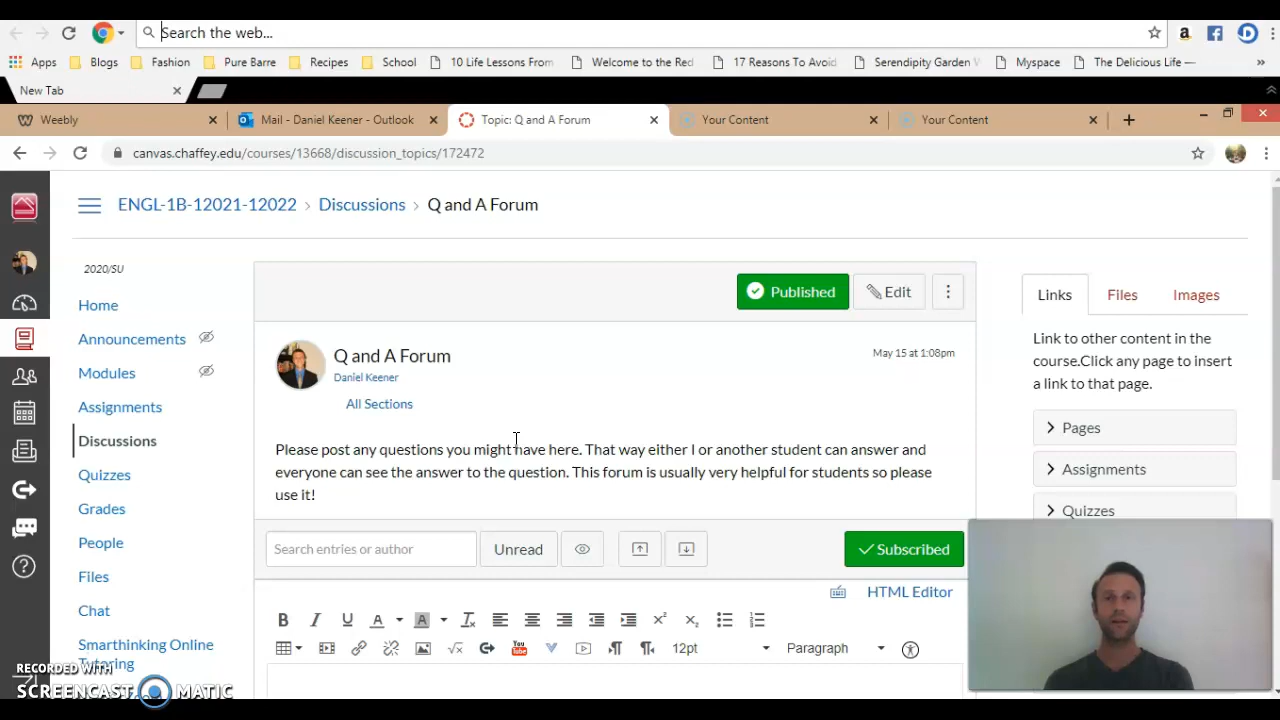 Search the web...
Apps Blogs Fashion Pure Barre Recipes School 10 Life Lessons From Welcome to the Red 17 Reasons To Avoid Serendipity Garden Myspace The Delicious Life — »
New Tab
Weebly Mail - Daniel Keener - Outlook Topic: Q and A Forum Your Content Your Content
canvas.chaffey.edu/courses/13668/discussion_topics/172472
ENGL-1B-12021-12022 › Discussions › Q and A Forum
2020/SU
Home
Announcements
Modules
Assignments
Discussions
Quizzes
Grades
People
Files
Chat
Smarthinking Online
Tutoring
Published Edit
Q and A Forum
May 15 at 1:08pm
Daniel Keener
All Sections
Please post any questions you might have here. That way either I or another student can answer and
everyone can see the answer to the question. This forum is usually very helpful for students so please
use it!
Search entries or author Unread Subscribed
HTML Editor
12pt Paragraph
Links Files Images
Link to other content in the
course.Click any page to insert
a link to that page.
Pages
Assignments
Quizzes
RECORDED WITH
SCREENCAST MATIC